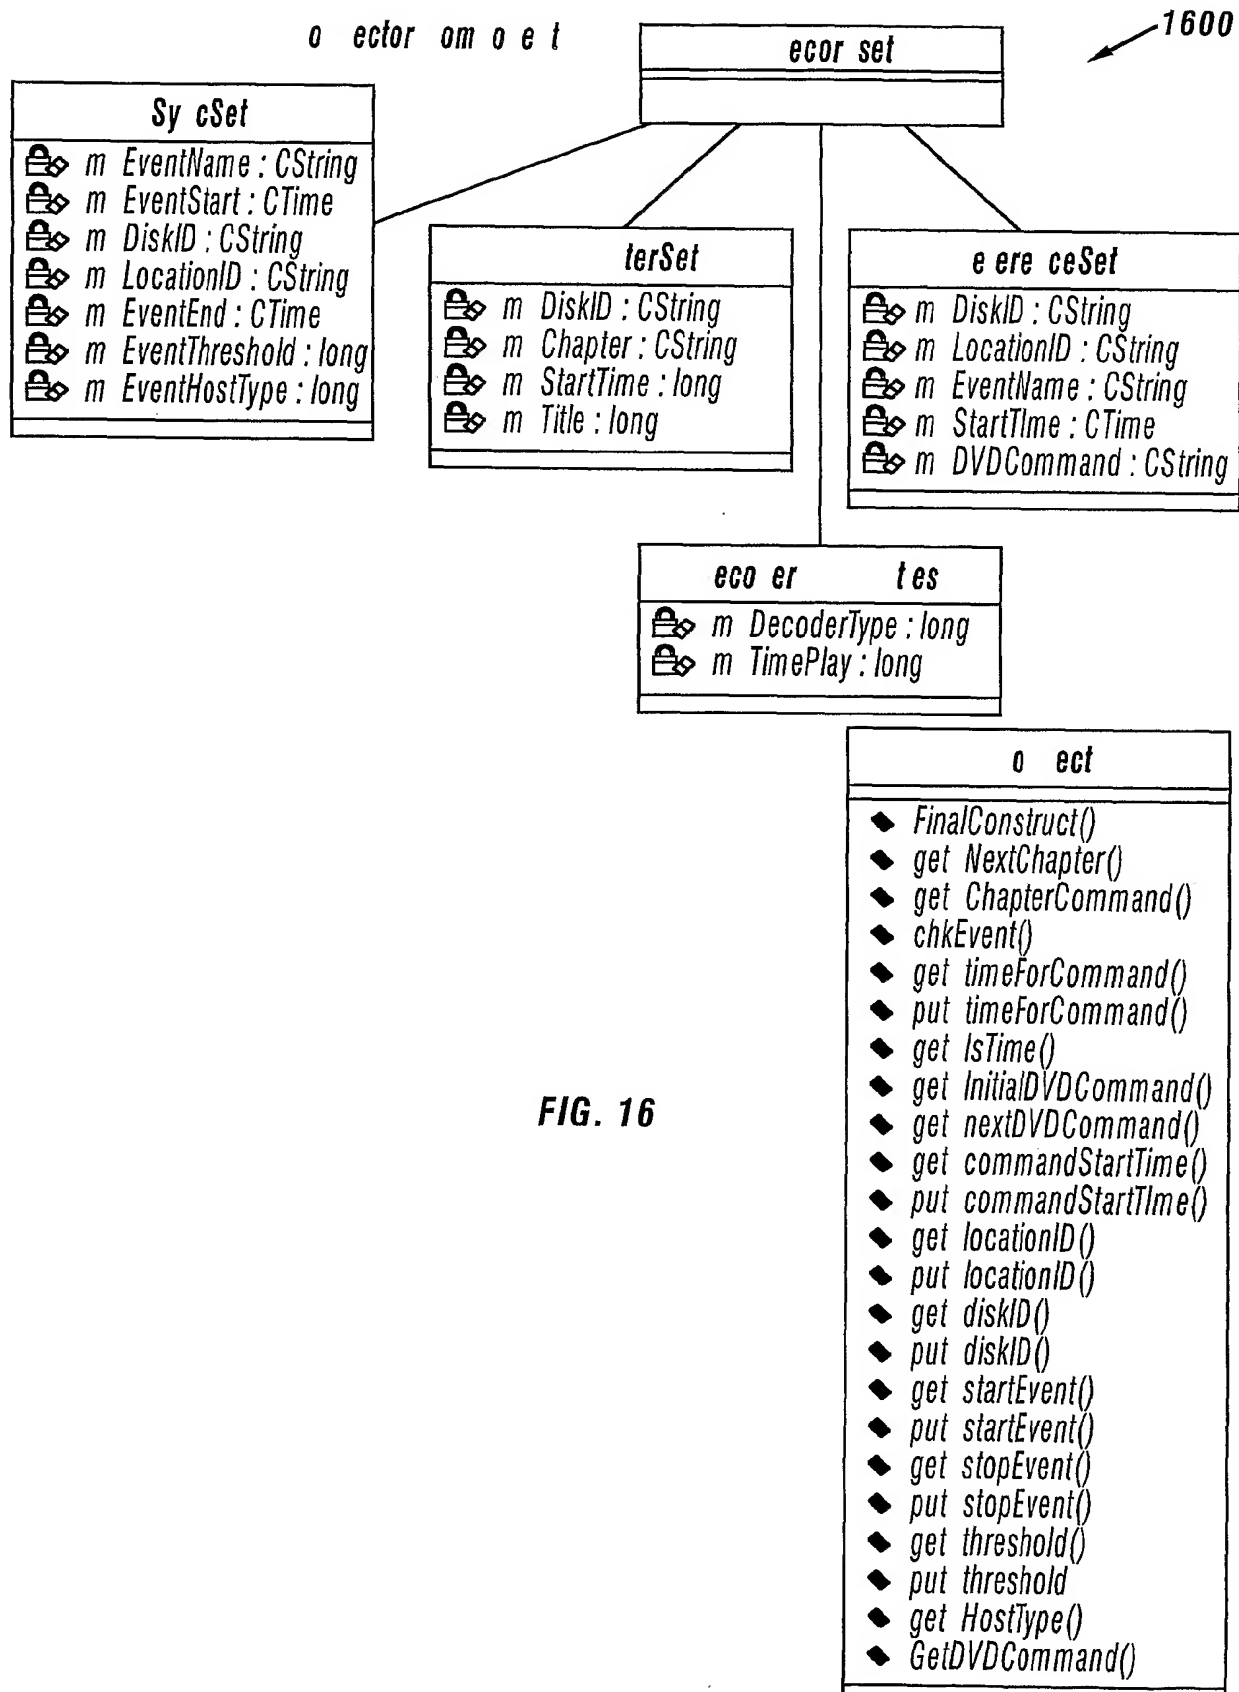 o ector om o e t
1600
ecor set
Sy cSet
m EventName : CString
m EventStart : CTime
m DiskID : CString
m LocationID : CString
m EventEnd : CTime
m EventThreshold : long
m EventHostType : long
terSet
m DiskID : CString
m Chapter : CString
m StartTime : long
m Title : long
e ere ceSet
m DiskID : CString
m LocationID : CString
m EventName : CString
m StartTIme : CTime
m DVDCommand : CString
eco er t es
m DecoderType : long
m TimePlay : long
o ect
FinalConstruct()
get NextChapter()
get ChapterCommand()
chkEvent()
get timeForCommand()
put timeForCommand()
get IsTime()
get InitialDVDCommand()
get nextDVDCommand()
get commandStartTime()
put commandStartTIme()
get locationID()
put locationID()
get diskID()
put diskID()
get startEvent()
put startEvent()
get stopEvent()
put stopEvent()
get threshold()
put threshold
get HostType()
GetDVDCommand()
FIG. 16